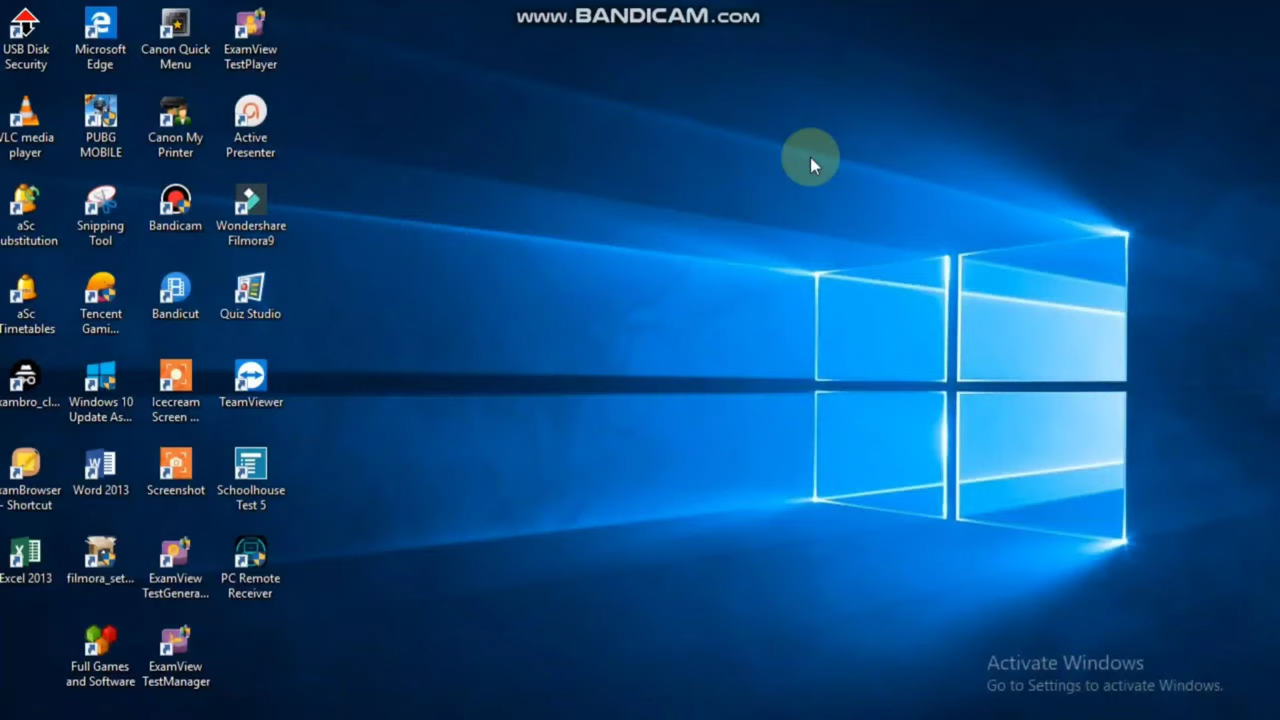 www.BANDICAM.com
USB Disk
Security
Microsoft
Edge
Canon Quick
Menu
ExamView
TestPlayer
VLC media
player
PUBG
MOBILE
Canon My
Printer
Active
Presenter
aSc
ubstitution
Snipping
Tool
Bandicam
Wondershare
Filmora9
aSc
Timetables
Tencent
Gami...
Bandicut
Quiz Studio
xambro_cl...
Windows 10
Update As...
Icecream
Screen ...
TeamViewer
xamBrowser
- Shortcut
Word 2013
Screenshot
Schoolhouse
Test 5
Excel 2013
filmora_set...
ExamView
TestGenera...
PC Remote
Receiver
Full Games
and Software
ExamView
TestManager
Activate Windows
Go to Settings to activate Windows.